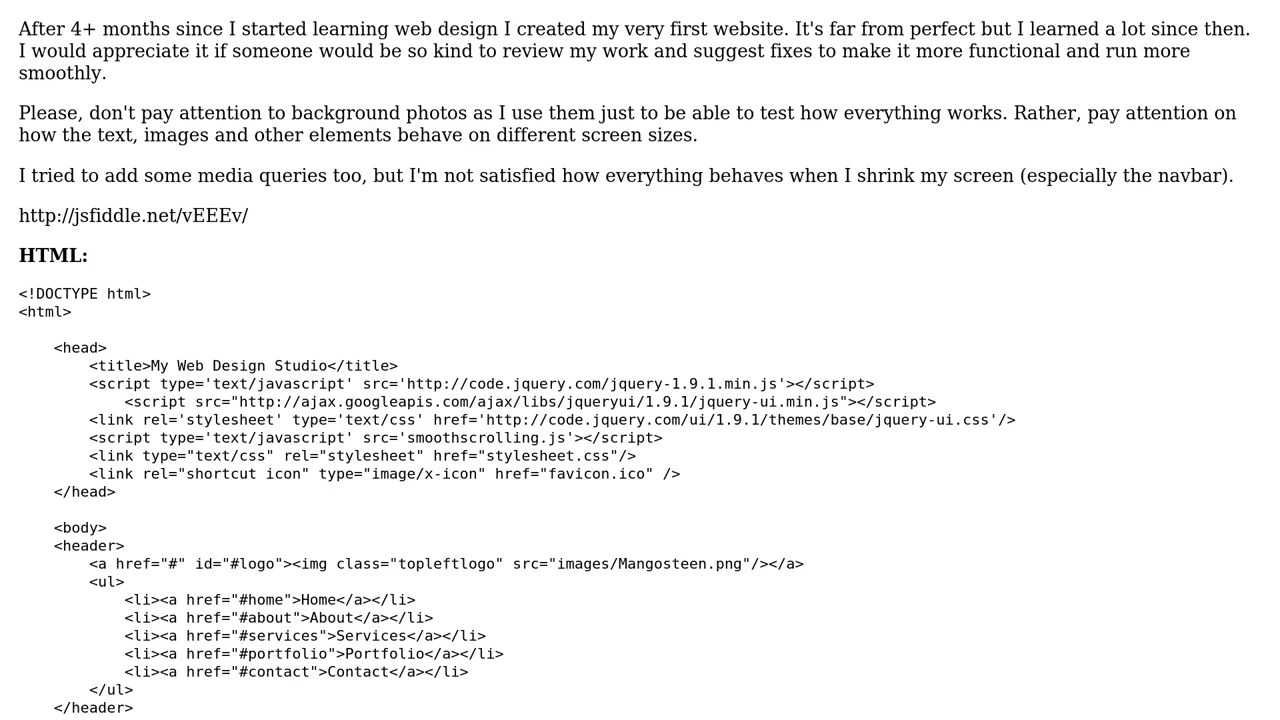 After 4+ months since I started learning web design I created my very first website. It's far from perfect but I learned a lot since then.
I would appreciate it if someone would be so kind to review my work and suggest fixes to make it more functional and run more
smoothly.
Please, don't pay attention to background photos as I use them just to be able to test how everything works. Rather, pay attention on
how the text, images and other elements behave on different screen sizes.
I tried to add some media queries too, but I'm not satisfied how everything behaves when I shrink my screen (especially the navbar).
http://jsfiddle.net/vEEEv/
HTML:
<!DOCTYPE html>
<html>
    <head>
        <title>My Web Design Studio</title>
        <script type='text/javascript' src='http://code.jquery.com/jquery-1.9.1.min.js'></script>
            <script src="http://ajax.googleapis.com/ajax/libs/jqueryui/1.9.1/jquery-ui.min.js"></script>
        <link rel='stylesheet' type='text/css' href='http://code.jquery.com/ui/1.9.1/themes/base/jquery-ui.css'/>
        <script type='text/javascript' src='smoothscrolling.js'></script>
        <link type="text/css" rel="stylesheet" href="stylesheet.css"/>
        <link rel="shortcut icon" type="image/x-icon" href="favicon.ico" />
    </head>
    <body>
    <header>
        <a href="#" id="#logo"><img class="topleftlogo" src="images/Mangosteen.png"/></a>
        <ul>
            <li><a href="#home">Home</a></li>
            <li><a href="#about">About</a></li>
            <li><a href="#services">Services</a></li>
            <li><a href="#portfolio">Portfolio</a></li>
            <li><a href="#contact">Contact</a></li>
        </ul>
    </header>